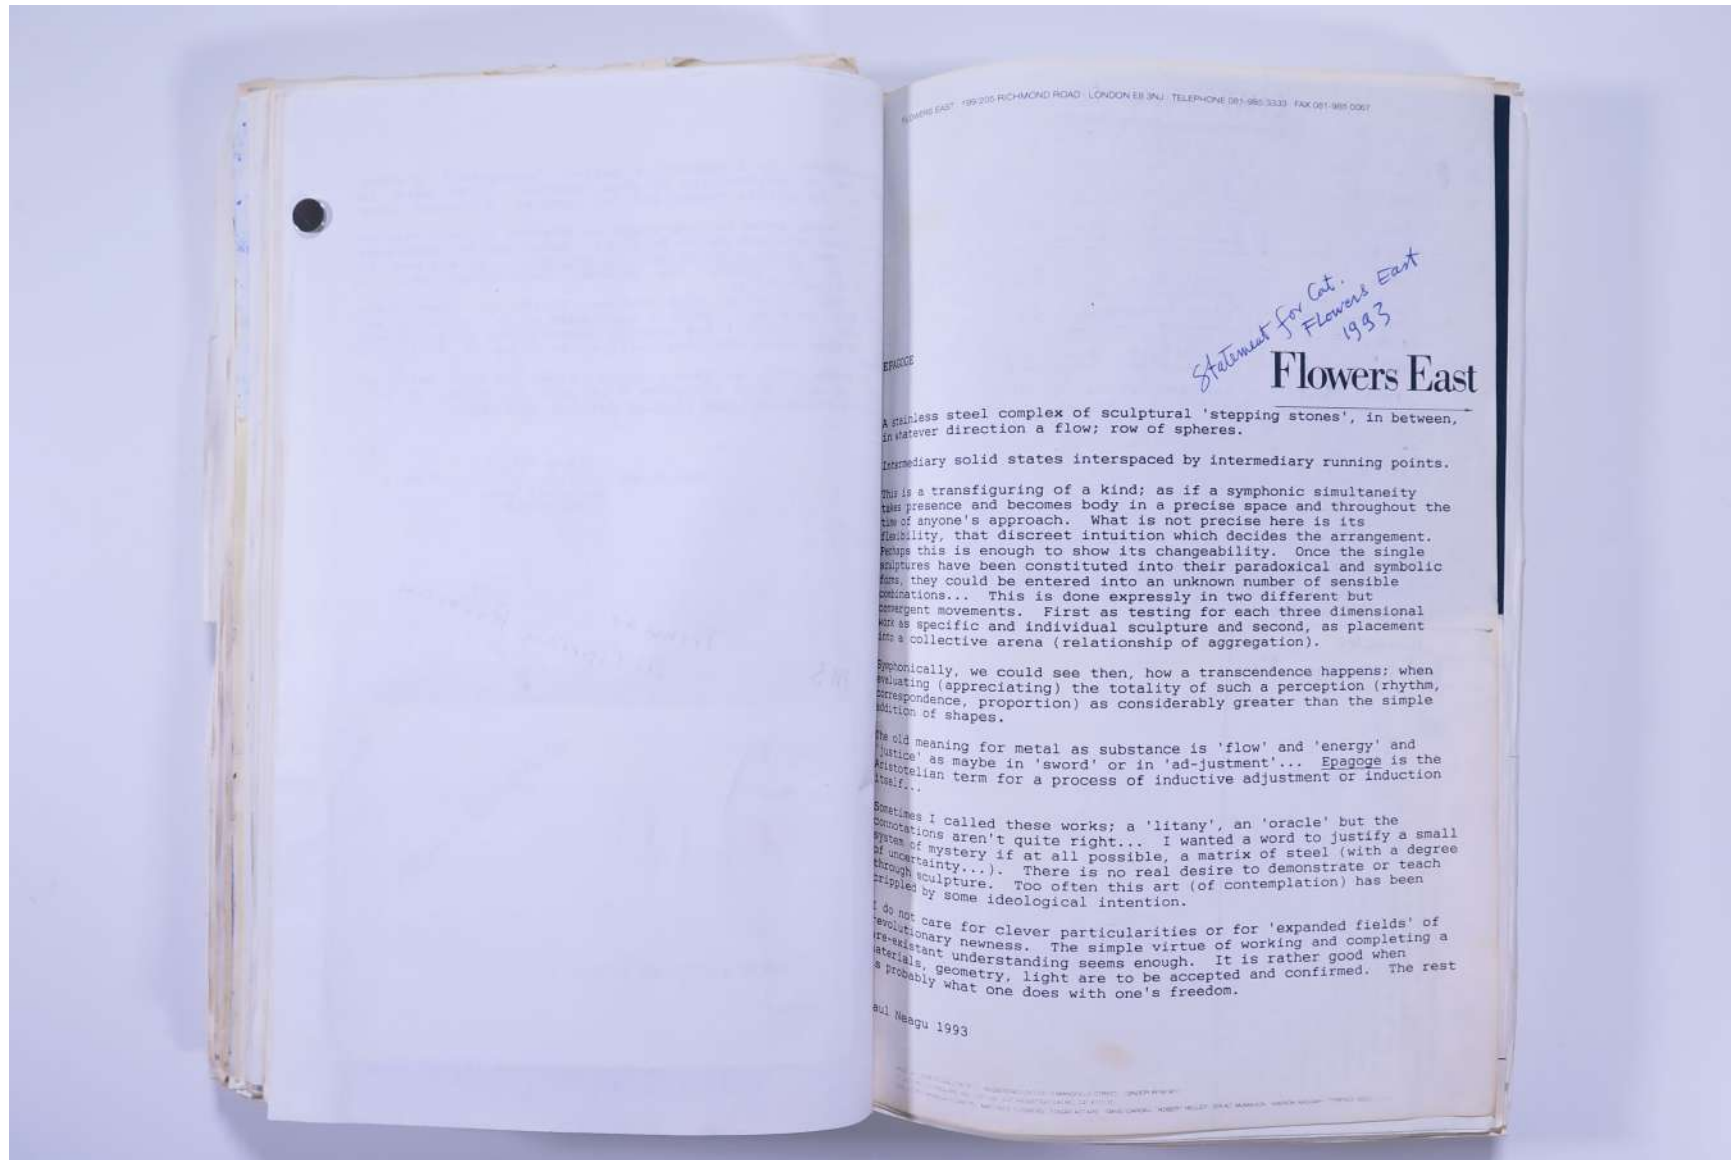 FLOWERS EAST 199-205 RICHMOND ROAD LONDON E8 3NJ TELEPHONE 081-985 3333 FAX 081-985 0067
Statement for Cat.
Flowers East
1993
Flowers East
EPAGOGE
A stainless steel complex of sculptural 'stepping stones', in between,
in whatever direction a flow; row of spheres.
Intermediary solid states interspaced by intermediary running points.
This is a transfiguring of a kind; as if a symphonic simultaneity
takes presence and becomes body in a precise space and throughout the
time of anyone's approach. What is not precise here is its
flexibility, that discreet intuition which decides the arrangement.
Perhaps this is enough to show its changeability. Once the single
sculptures have been constituted into their paradoxical and symbolic
forms, they could be entered into an unknown number of sensible
combinations... This is done expressly in two different but
convergent movements. First as testing for each three dimensional
work as specific and individual sculpture and second, as placement
into a collective arena (relationship of aggregation).
Symphonically, we could see then, how a transcendence happens; when
evaluating (appreciating) the totality of such a perception (rhythm,
correspondence, proportion) as considerably greater than the simple
addition of shapes.
The old meaning for metal as substance is 'flow' and 'energy' and
'justice' as maybe in 'sword' or in 'ad-justment'... Epagoge is the
Aristotelian term for a process of inductive adjustment or induction
itself...
Sometimes I called these works; a 'litany', an 'oracle' but the
connotations aren't quite right... I wanted a word to justify a small
system of mystery if at all possible, a matrix of steel (with a degree
of uncertainty...). There is no real desire to demonstrate or teach
through sculpture. Too often this art (of contemplation) has been
crippled by some ideological intention.
I do not care for clever particularities or for 'expanded fields' of
revolutionary newness. The simple virtue of working and completing a
re-existant understanding seems enough. It is rather good when
aterials, geometry, light are to be accepted and confirmed. The rest
s probably what one does with one's freedom.
aul Neagu 1993